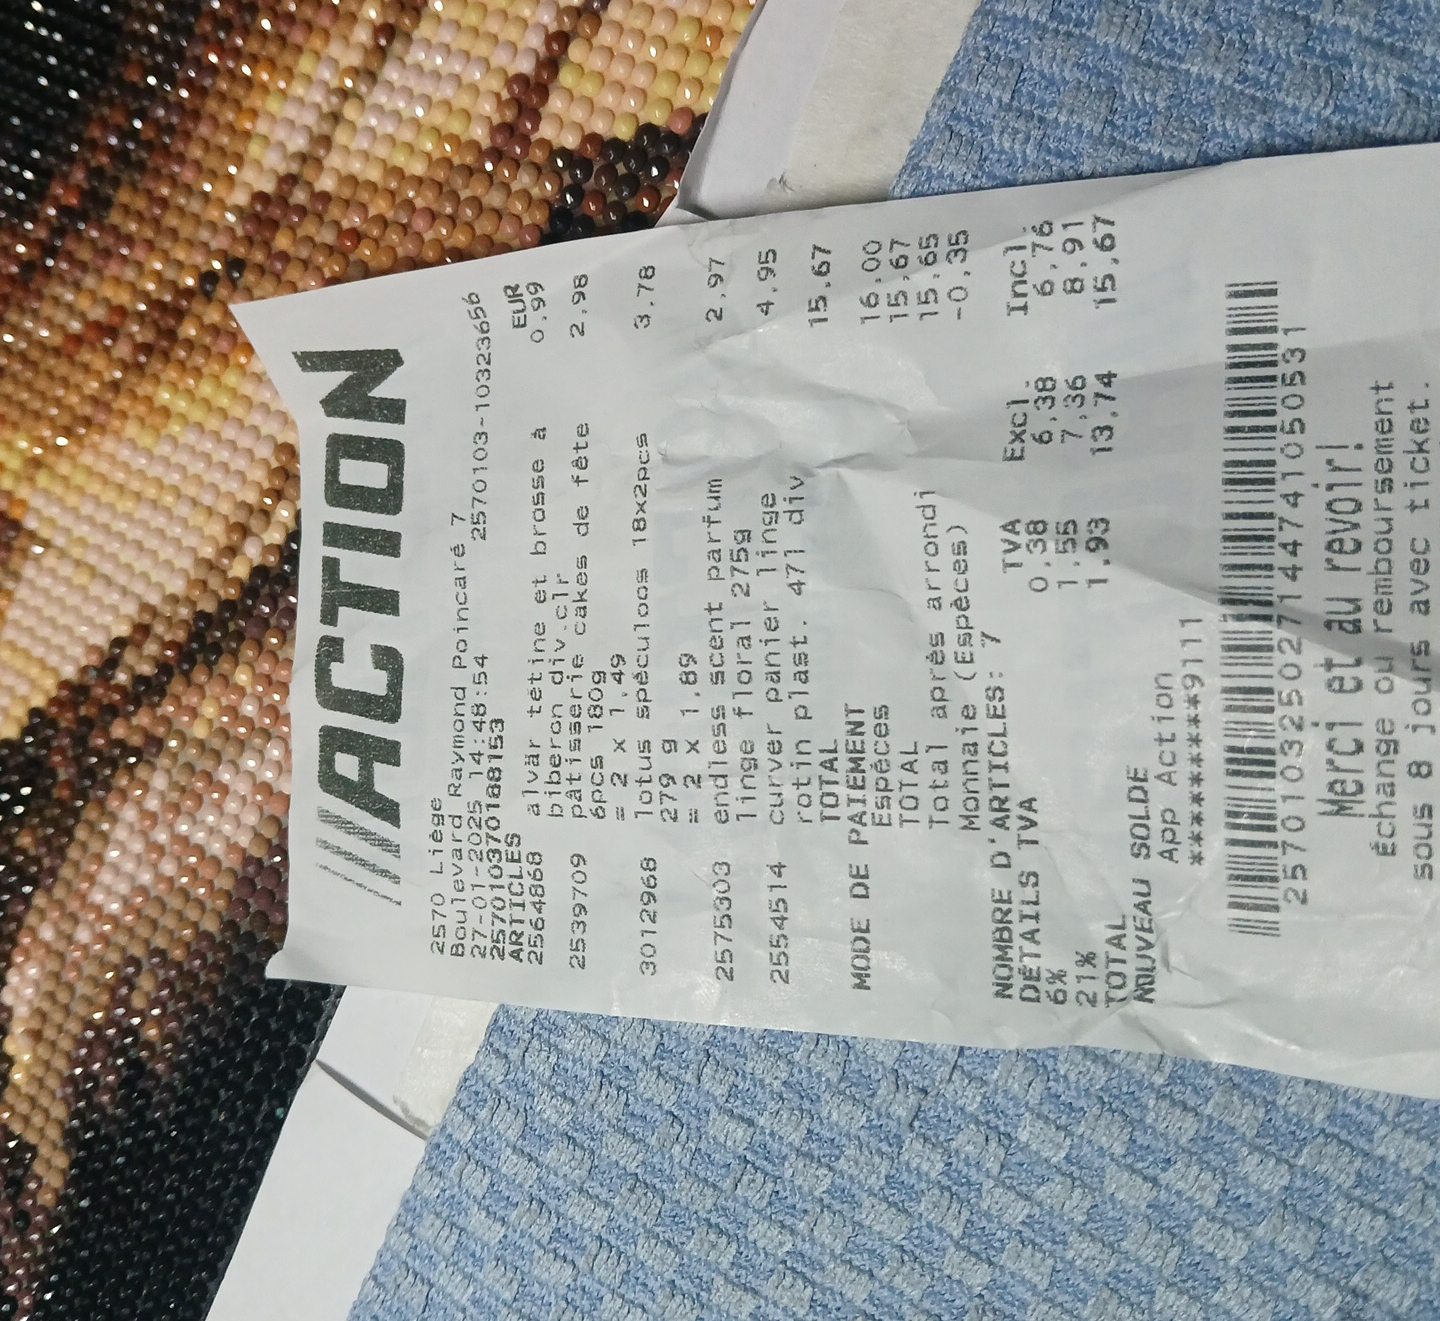 ///ACTION
2570 Liège
Boulevard Raymond Poincaré 7
27-01-2025 14:48:54 2570103-10323656
2570103701​88153
ARTICLES EUR
2564868 alvär tétine et brosse à 0,99
biberon div.clr
2539709 pâtisserie cakes de fête 2,98
6pcs 180g
= 2 x 1,49
3012968 lotus spéculoos 18x2pcs 3,78
279 g
= 2 x 1,89
2575303 endless scent parfum 2,97
linge floral 275g
2554514 curver panier linge 4,95
rotin plast. 47l div
TOTAL 15,67
MODE DE PAIEMENT
Espèces 16,00
TOTAL 15,67
Total après arrondi 15,65
Monnaie (Espèces) -0,35
NOMBRE D'ARTICLES: 7
DÉTAILS TVA TVA Excl. Incl.
6% 0,38 6,38 6,76
21% 1,55 7,36 8,91
TOTAL 1,93 13,74 15,67
NOUVEAU SOLDE
App Action
*********9111
2570103250271447410​50531
Merci et au revoir!
Échange ou remboursement
sous 8 jours avec ticket.